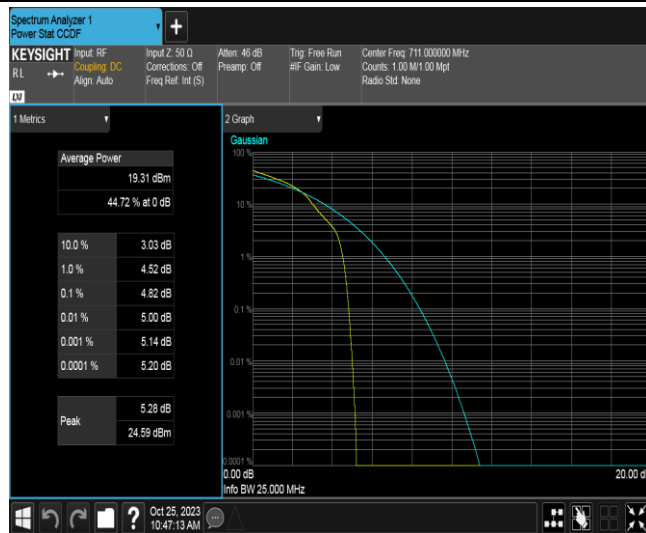 Spectrum Analyzer 1
Power Stat CCDF
+
KEYSIGHT
RL
Input: RF
Coupling: DC
Align: Auto
Input Z: 50 Ω
Corrections: Off
Freq Ref: Int (S)
Atten: 46 dB
Preamp: Off
Trig: Free Run
#IF Gain: Low
Center Freq: 711.000000 MHz
Counts: 1.00 M/1.00 Mpt
Radio Std: None
1 Metrics
Average Power
19.31 dBm
44.72 % at 0 dB
10.0 % 3.03 dB
1.0 % 4.52 dB
0.1 % 4.82 dB
0.01 % 5.00 dB
0.001 % 5.14 dB
0.0001 % 5.20 dB
Peak
5.28 dB
24.59 dBm
2 Graph
Gaussian
100 %
10 %
1 %
0.1 %
0.01 %
0.001 %
0.0001 %
0.00 dB
20.00 d
Info BW 25.000 MHz
?
Oct 25, 2023
10:47:13 AM